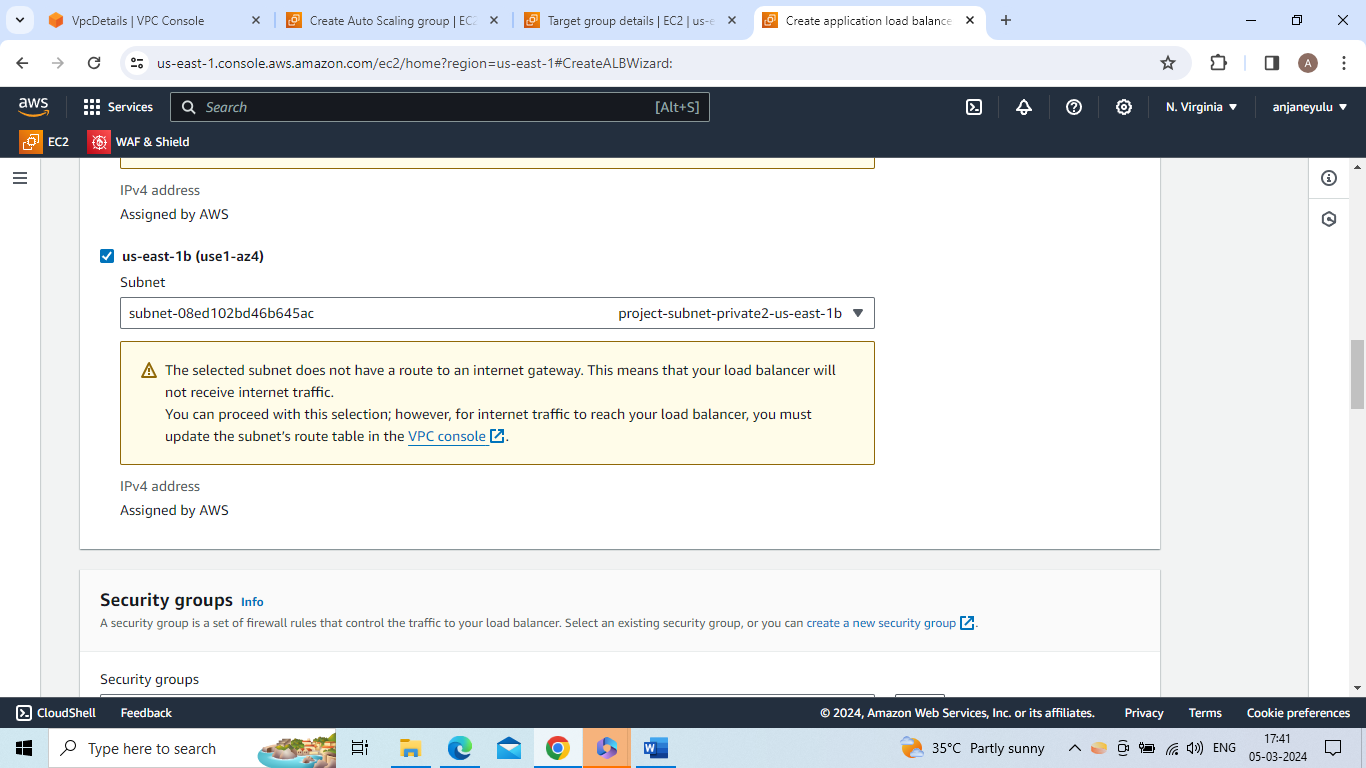 VpcDetails | VPC Console
Create Auto Scaling group | EC2
Target group details | EC2 | us-e
Create application load balance
us-east-1.console.aws.amazon.com/ec2/home?region=us-east-1#CreateALBWizard:
A
aws
Services
Search
[Alt+S]
N. Virginia
anjaneyulu
EC2
WAF & Shield
IPv4 address
Assigned by AWS
us-east-1b (use1-az4)
Subnet
subnet-08ed102bd46b645ac
project-subnet-private2-us-east-1b
The selected subnet does not have a route to an internet gateway. This means that your load balancer will
not receive internet traffic.
You can proceed with this selection; however, for internet traffic to reach your load balancer, you must
update the subnet's route table in the VPC console.
IPv4 address
Assigned by AWS
Security groups Info
A security group is a set of firewall rules that control the traffic to your load balancer. Select an existing security group, or you can create a new security group.
Security groups
CloudShell
Feedback
© 2024, Amazon Web Services, Inc. or its affiliates.
Privacy
Terms
Cookie preferences
Type here to search
35°C Partly sunny
ENG
17:41
05-03-2024